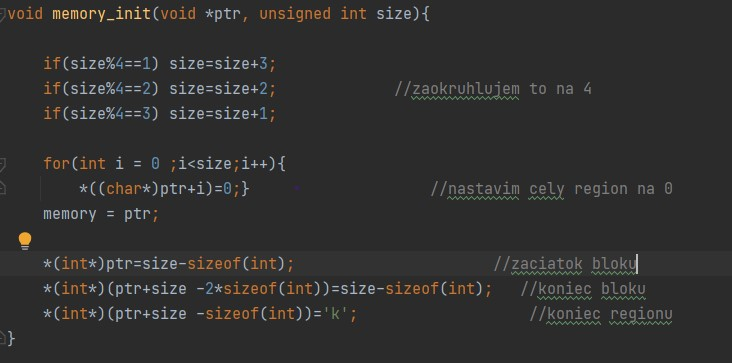 void memory_init(void *ptr, unsigned int size){
if(size%4==1) size=size+3;
if(size%4==2) size=size+2; //zaokruhlujem to na 4
if(size%4==3) size=size+1;
for(int i = 0 ;i<size;i++){
*((char*)ptr+i)=0;} //nastavim cely region na 0
memory = ptr;
*(int*)ptr=size-sizeof(int); //zaciatok bloku
*(int*)(ptr+size -2*sizeof(int))=size-sizeof(int); //koniec bloku
*(int*)(ptr+size -sizeof(int))='k'; //koniec regionu
}